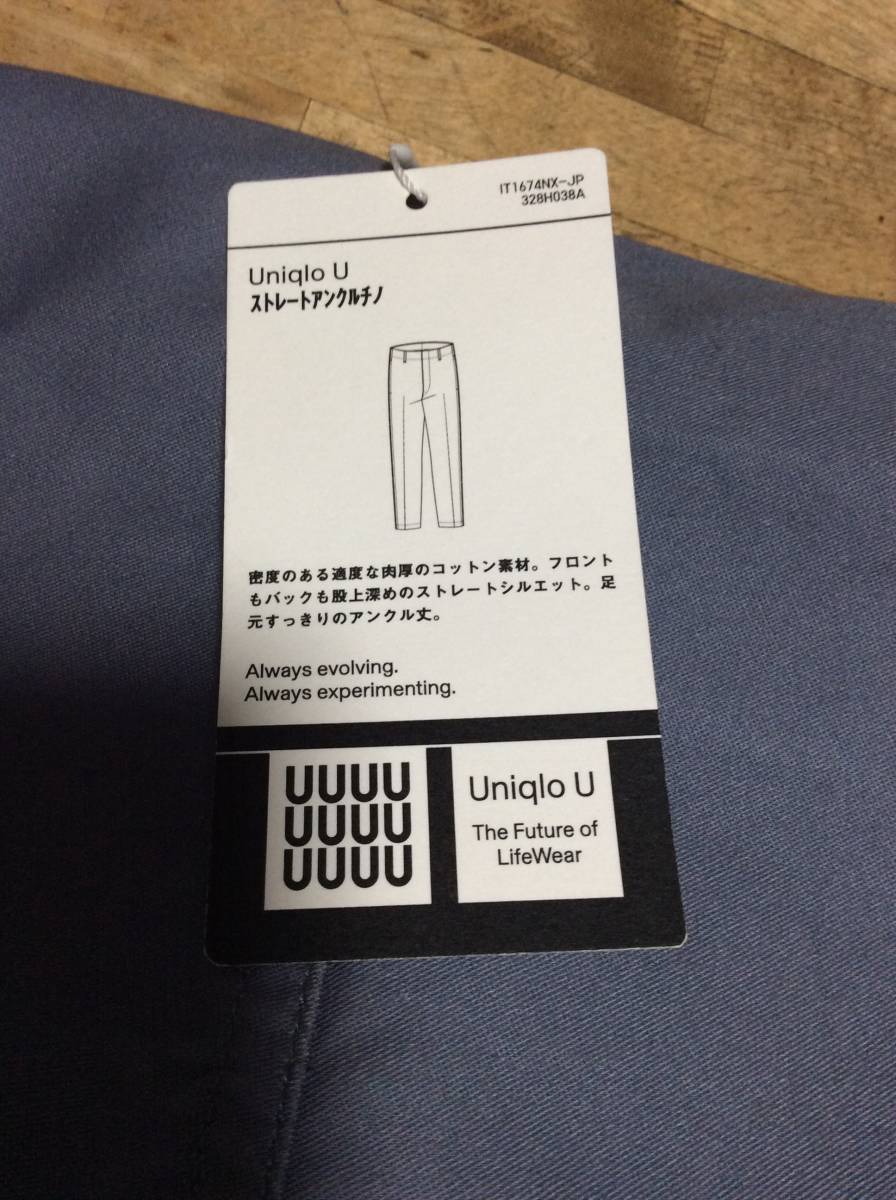 IT1674NX-JP
328H038A
Uniqlo U
ストレートアンクルチノ
密度のある適度な肉厚のコットン素材。フロント
もバックも股上深めのストレートシルエット。足
元すっきりのアンクル丈。
Always evolving.
Always experimenting.
UUUU
UUUU
UUUU
Uniqlo U
The Future of
LifeWear